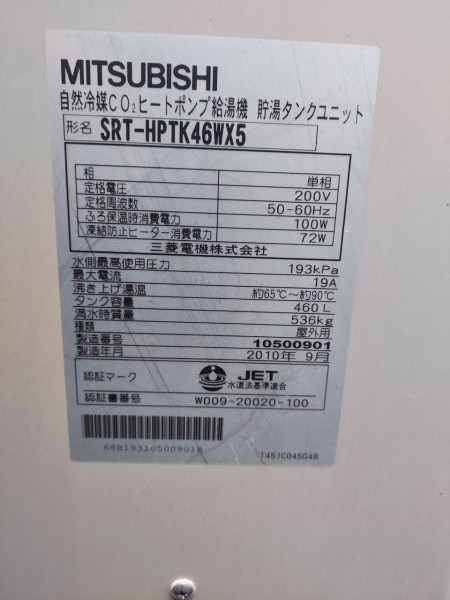 MITSUBISHI
自然冷媒CO₂ヒートポンプ給湯機 貯湯タンクユニット
形名 SRT-HPTK46WX5
相 単相
定格電圧 200V
定格周波数 50-60Hz
ふろ保温時消費電力 100W
凍結防止ヒーター消費電力 72W
三菱電機株式会社
水側最高使用圧力 193kPa
最大電流 19A
沸き上げ湯温 約65℃～約90℃
タンク容量 460L
満水時質量 536kg
種類 屋外用
製造番号 10500901
製造年月 2010年 9月
認証マーク JET 水道法基準適合
認証書番号 W009-20020-100
68B19310500901B
T451C045G48